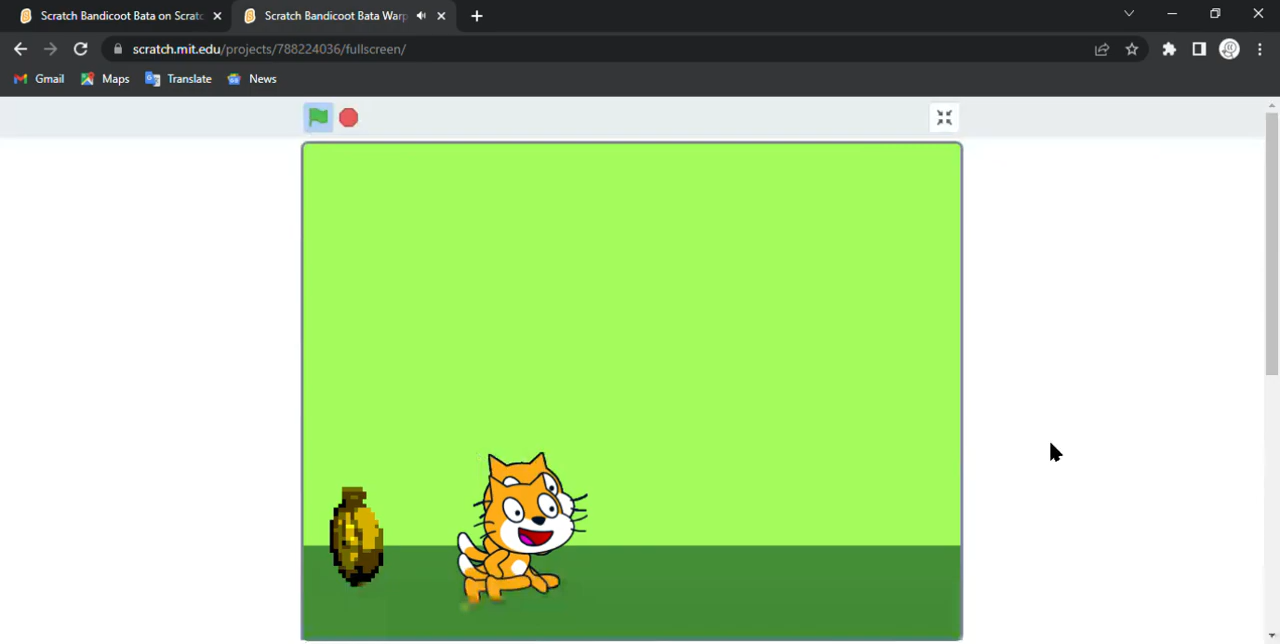 Scratch Bandicoot Bata on Scratc
Scratch Bandicoot Bata Warp
scratch.mit.edu/projects/788224036/fullscreen/
Gmail Maps Translate News